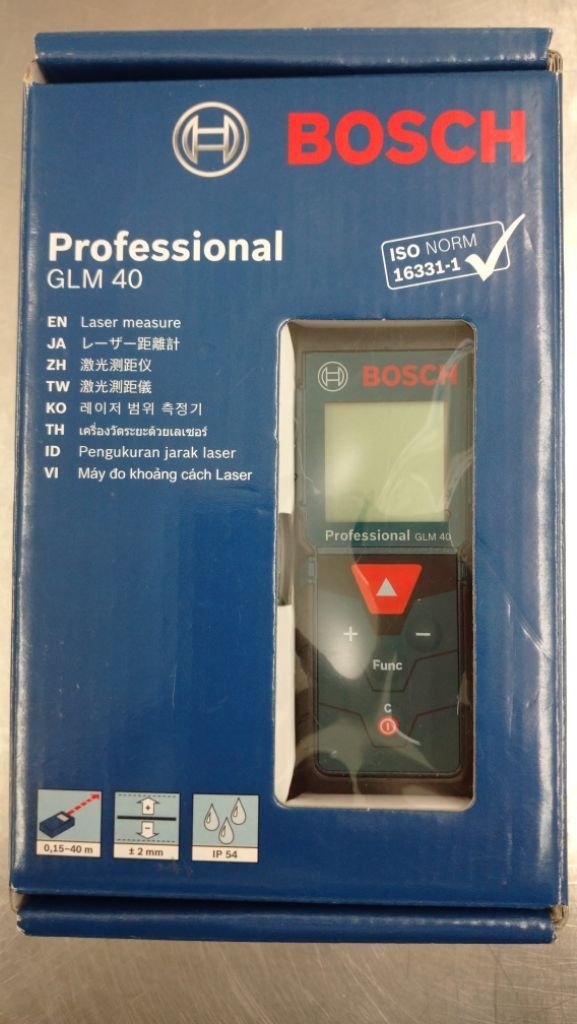 BOSCH
Professional
GLM 40
ISO NORM
16331-1
EN Laser measure
JA レーザー距離計
ZH 激光测距仪
TW 激光測距儀
KO 레이저 범위 측정기
TH เครื่องวัดระยะด้วยเลเซอร์
ID Pengukuran jarak laser
VI Máy đo khoảng cách Laser
BOSCH
Professional GLM 40
+ −
Func
C
0,15–40 m
± 2 mm
IP 54